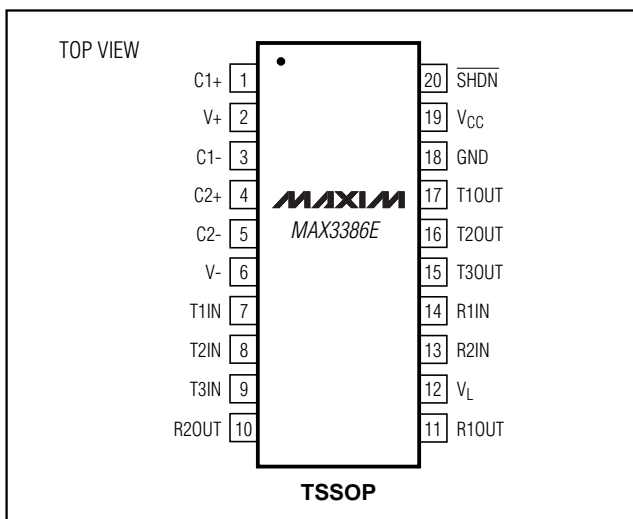 TOP VIEW
C1+ 1
V+ 2
C1- 3
C2+ 4
C2- 5
V- 6
T1IN 7
T2IN 8
T3IN 9
R2OUT 10
MAXIM
MAX3386E
20 S̅H̅D̅N̅
19 VCC
18 GND
17 T1OUT
16 T2OUT
15 T3OUT
14 R1IN
13 R2IN
12 VL
11 R1OUT
TSSOP